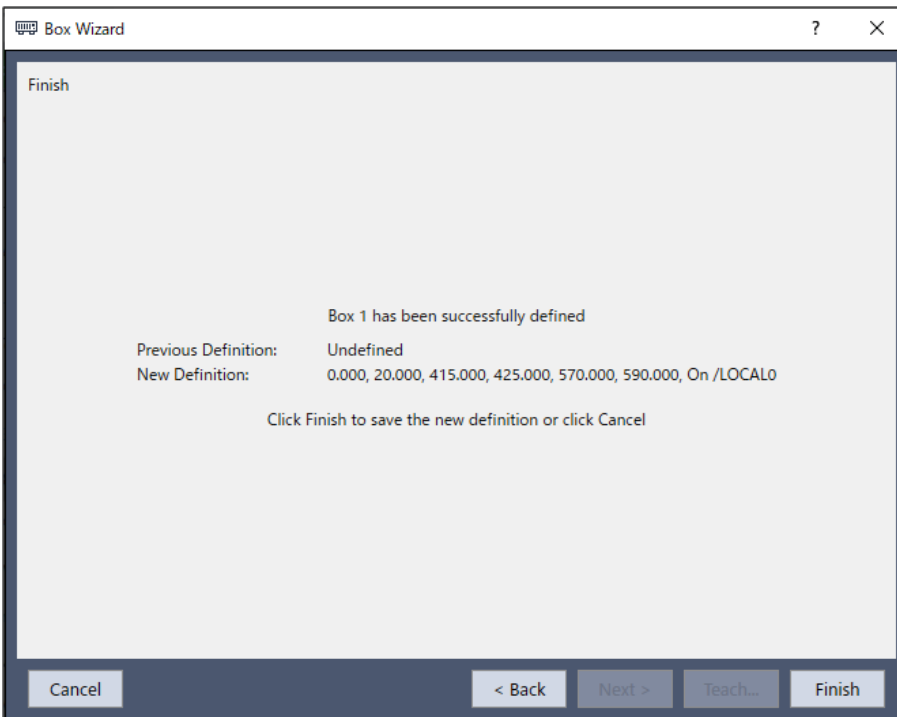 Box Wizard
?
Finish
Box 1 has been successfully defined
Previous Definition: Undefined
New Definition: 0.000, 20.000, 415.000, 425.000, 570.000, 590.000, On /LOCAL0
Click Finish to save the new definition or click Cancel
Cancel < Back Next > Teach... Finish